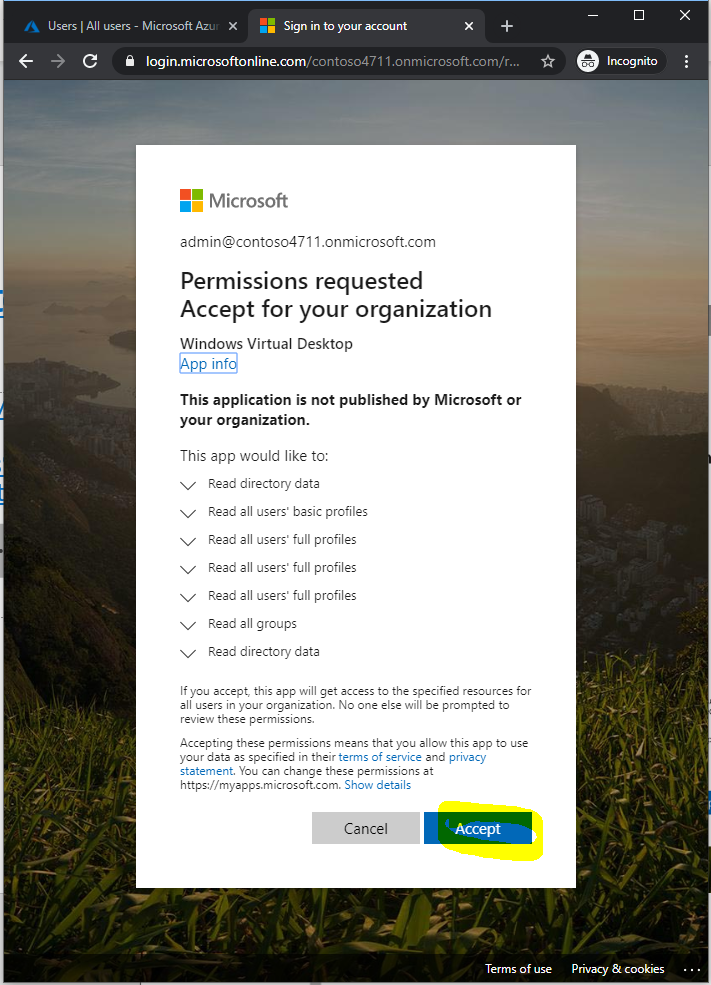 Users | All users - Microsoft Azur
Sign in to your account
login.microsoftonline.com/contoso4711.onmicrosoft.com/r...
Incognito
Microsoft
admin@contoso4711.onmicrosoft.com
Permissions requested
Accept for your organization
Windows Virtual Desktop
App info
This application is not published by Microsoft or
your organization.
This app would like to:
Read directory data
Read all users' basic profiles
Read all users' full profiles
Read all users' full profiles
Read all users' full profiles
Read all groups
Read directory data
If you accept, this app will get access to the specified resources for
all users in your organization. No one else will be prompted to
review these permissions.
Accepting these permissions means that you allow this app to use
your data as specified in their terms of service and privacy
statement. You can change these permissions at
https://myapps.microsoft.com. Show details
Cancel
Accept
Terms of use
Privacy & cookies
...